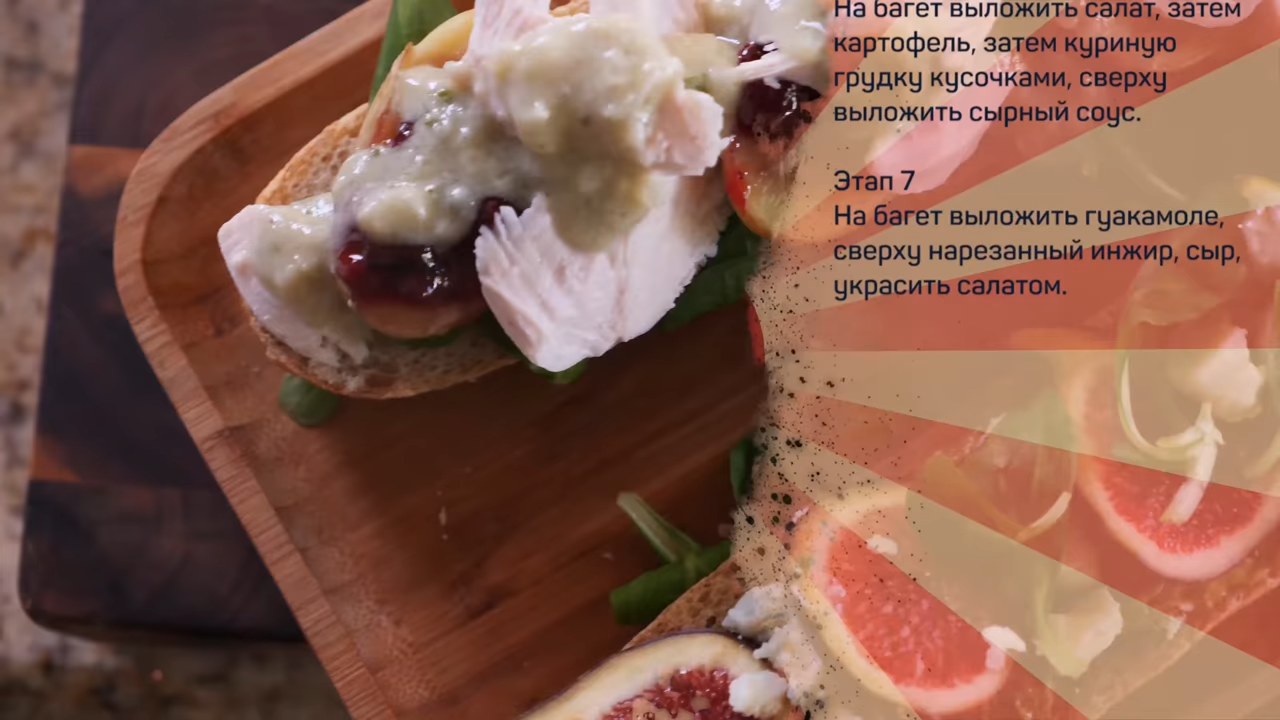 На багет выложить салат, затем
картофель, затем куриную
грудку кусочками, сверху
выложить сырный соус.
Этап 7
На багет выложить гуакамоле,
сверху нарезанный инжир, сыр,
украсить салатом.